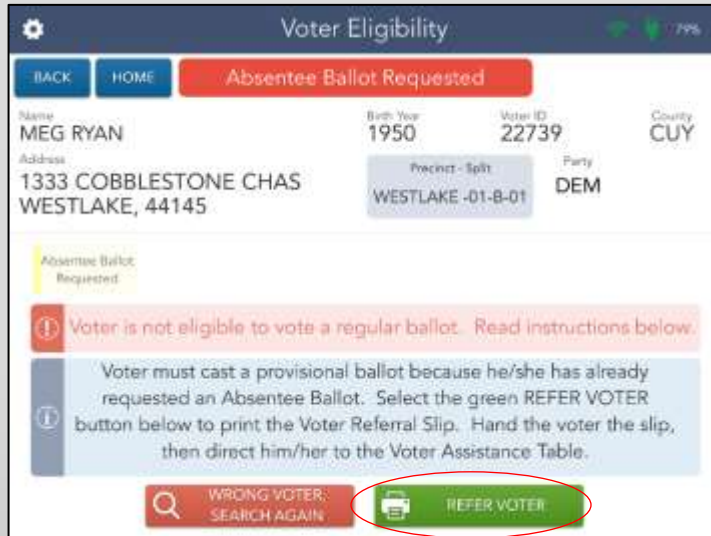 Voter Eligibility
79%
BACK
HOME
Absentee Ballot Requested
Name
Birth Year
Voter ID
County
MEG RYAN
1950
22739
CUY
Address
Precinct - Split
Party
1333 COBBLESTONE CHAS
WESTLAKE -01-B-01
DEM
WESTLAKE, 44145
Absentee Ballot
Requested
Voter is not eligible to vote a regular ballot. Read instructions below.
Voter must cast a provisional ballot because he/she has already
requested an Absentee Ballot. Select the green REFER VOTER
button below to print the Voter Referral Slip. Hand the voter the slip,
then direct him/her to the Voter Assistance Table.
WRONG VOTER,
SEARCH AGAIN
REFER VOTER